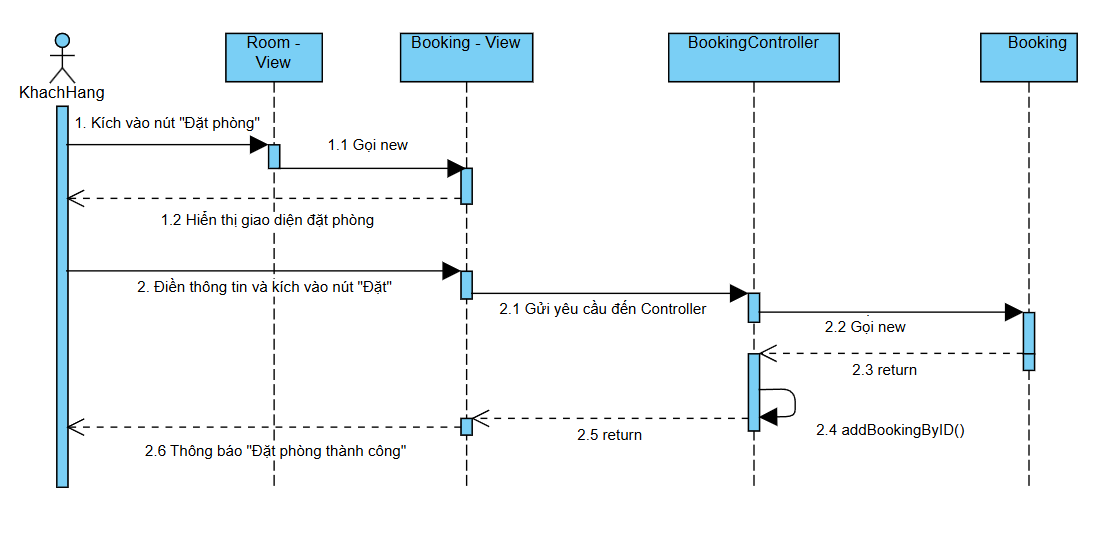 Room -
View
Booking - View
BookingController
Booking
KhachHang
1. Kích vào nút "Đặt phòng"
1.1 Gọi new
1.2 Hiển thị giao diện đặt phòng
2. Điền thông tin và kích vào nút "Đặt"
2.1 Gửi yêu cầu đến Controller
2.2 Gọi new
2.3 return
2.4 addBookingByID()
2.5 return
2.6 Thông báo "Đặt phòng thành công"